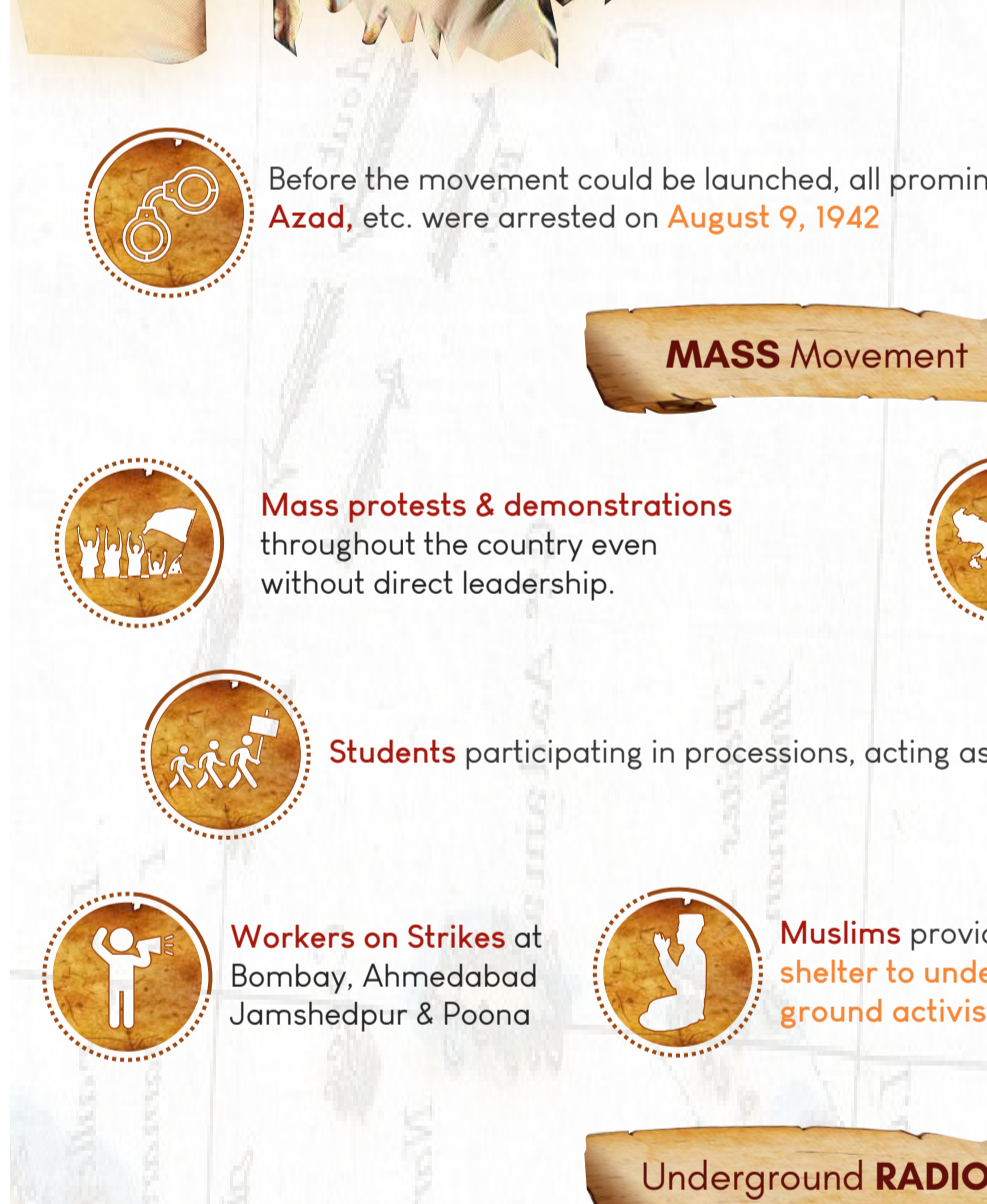 Before the movement could be launched, all promin
Azad, etc. were arrested on August 9, 1942
MASS Movement
Mass protests & demonstrations
throughout the country even
without direct leadership.
Students participating in processions, acting as
Workers on Strikes at
Bombay, Ahmedabad
Jamshedpur & Poona
Muslims provid
shelter to unde
ground activis
Underground RADIO